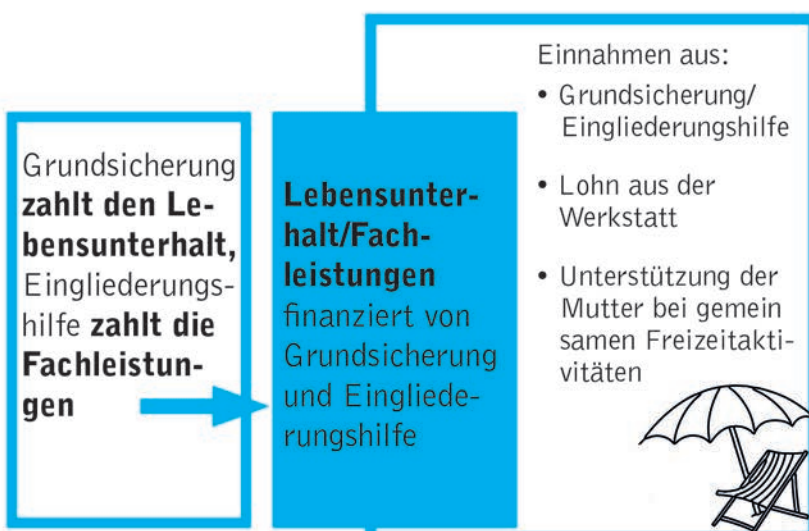 Grundsicherung
zahlt den Le-
bensunterhalt,
Eingliederungs-
hilfe zahlt die
Fachleistun-
gen
Lebensunter-
halt/Fach-
leistungen
finanziert von
Grundsicherung
und Eingliede-
rungshilfe
Einnahmen aus:
• Grundsicherung/
Eingliederungshilfe
• Lohn aus der
Werkstatt
• Unterstützung der
Mutter bei gemein
samen Freizeitakti-
vitäten